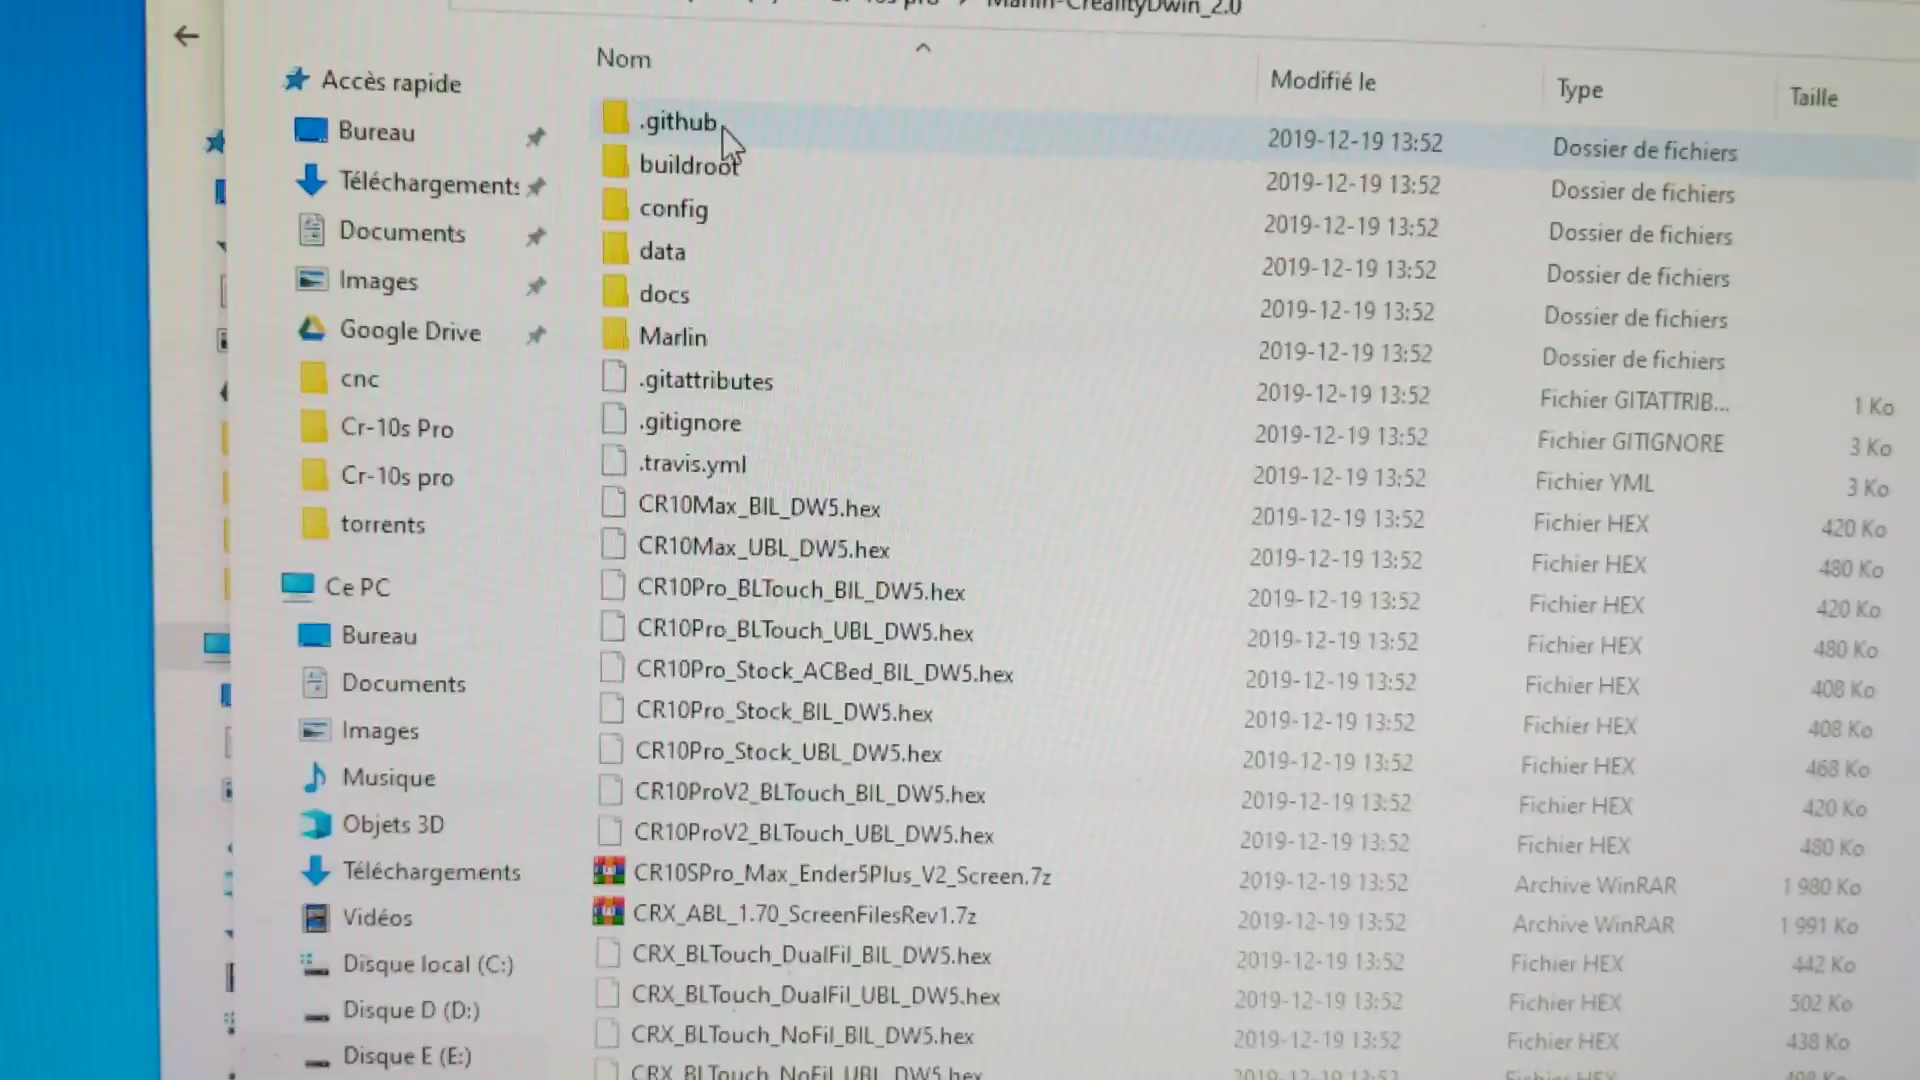 Marlin-CrealityDwin_2.0
Nom Modifié le Type Taille
Accès rapide
Bureau
Téléchargements
Documents
Images
Google Drive
cnc
Cr-10s Pro
Cr-10s pro
torrents
Ce PC
Bureau
Documents
Images
Musique
Objets 3D
Téléchargements
Vidéos
Disque local (C:)
Disque D (D:)
Disque E (E:)
.github 2019-12-19 13:52 Dossier de fichiers
buildroot 2019-12-19 13:52 Dossier de fichiers
config 2019-12-19 13:52 Dossier de fichiers
data 2019-12-19 13:52 Dossier de fichiers
docs 2019-12-19 13:52 Dossier de fichiers
Marlin 2019-12-19 13:52 Dossier de fichiers
.gitattributes 2019-12-19 13:52 Fichier GITATTRIB... 1 Ko
.gitignore 2019-12-19 13:52 Fichier GITIGNORE 3 Ko
.travis.yml 2019-12-19 13:52 Fichier YML 3 Ko
CR10Max_BIL_DW5.hex 2019-12-19 13:52 Fichier HEX 420 Ko
CR10Max_UBL_DW5.hex 2019-12-19 13:52 Fichier HEX 480 Ko
CR10Pro_BLTouch_BIL_DW5.hex 2019-12-19 13:52 Fichier HEX 420 Ko
CR10Pro_BLTouch_UBL_DW5.hex 2019-12-19 13:52 Fichier HEX 480 Ko
CR10Pro_Stock_ACBed_BIL_DW5.hex 2019-12-19 13:52 Fichier HEX 408 Ko
CR10Pro_Stock_BIL_DW5.hex 2019-12-19 13:52 Fichier HEX 408 Ko
CR10Pro_Stock_UBL_DW5.hex 2019-12-19 13:52 Fichier HEX 468 Ko
CR10ProV2_BLTouch_BIL_DW5.hex 2019-12-19 13:52 Fichier HEX 420 Ko
CR10ProV2_BLTouch_UBL_DW5.hex 2019-12-19 13:52 Fichier HEX 480 Ko
CR10SPro_Max_Ender5Plus_V2_Screen.7z 2019-12-19 13:52 Archive WinRAR 1 980 Ko
CRX_ABL_1.70_ScreenFilesRev1.7z 2019-12-19 13:52 Archive WinRAR 1 991 Ko
CRX_BLTouch_DualFil_BIL_DW5.hex 2019-12-19 13:52 Fichier HEX 442 Ko
CRX_BLTouch_DualFil_UBL_DW5.hex 2019-12-19 13:52 Fichier HEX 502 Ko
CRX_BLTouch_NoFil_BIL_DW5.hex 2019-12-19 13:52 Fichier HEX 438 Ko
CRX_BLTouch_NoFil_UBL_DW5.hex 2019-12-19 13:52 Fichier HEX